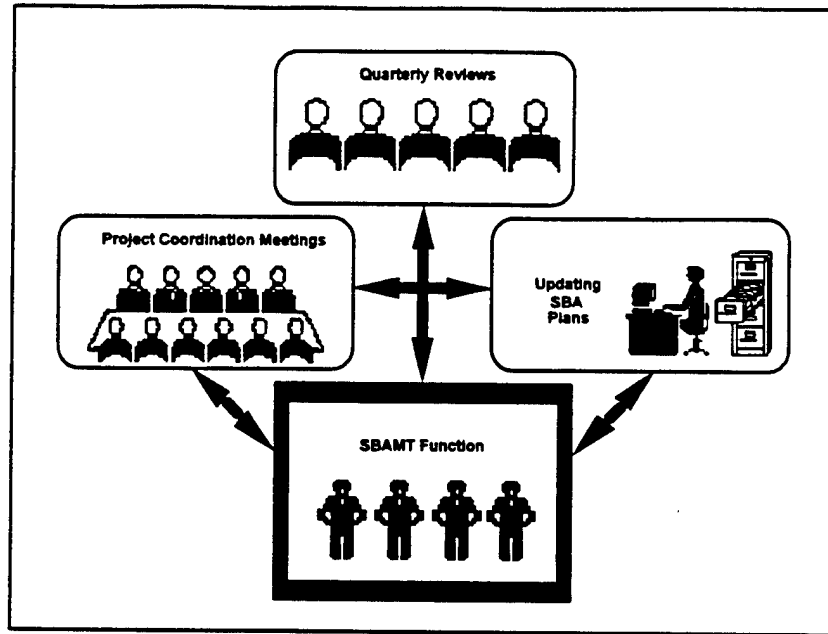 Quarterly Reviews
Project Coordination Meetings
Updating
SBA
Plans
SBAMT Function